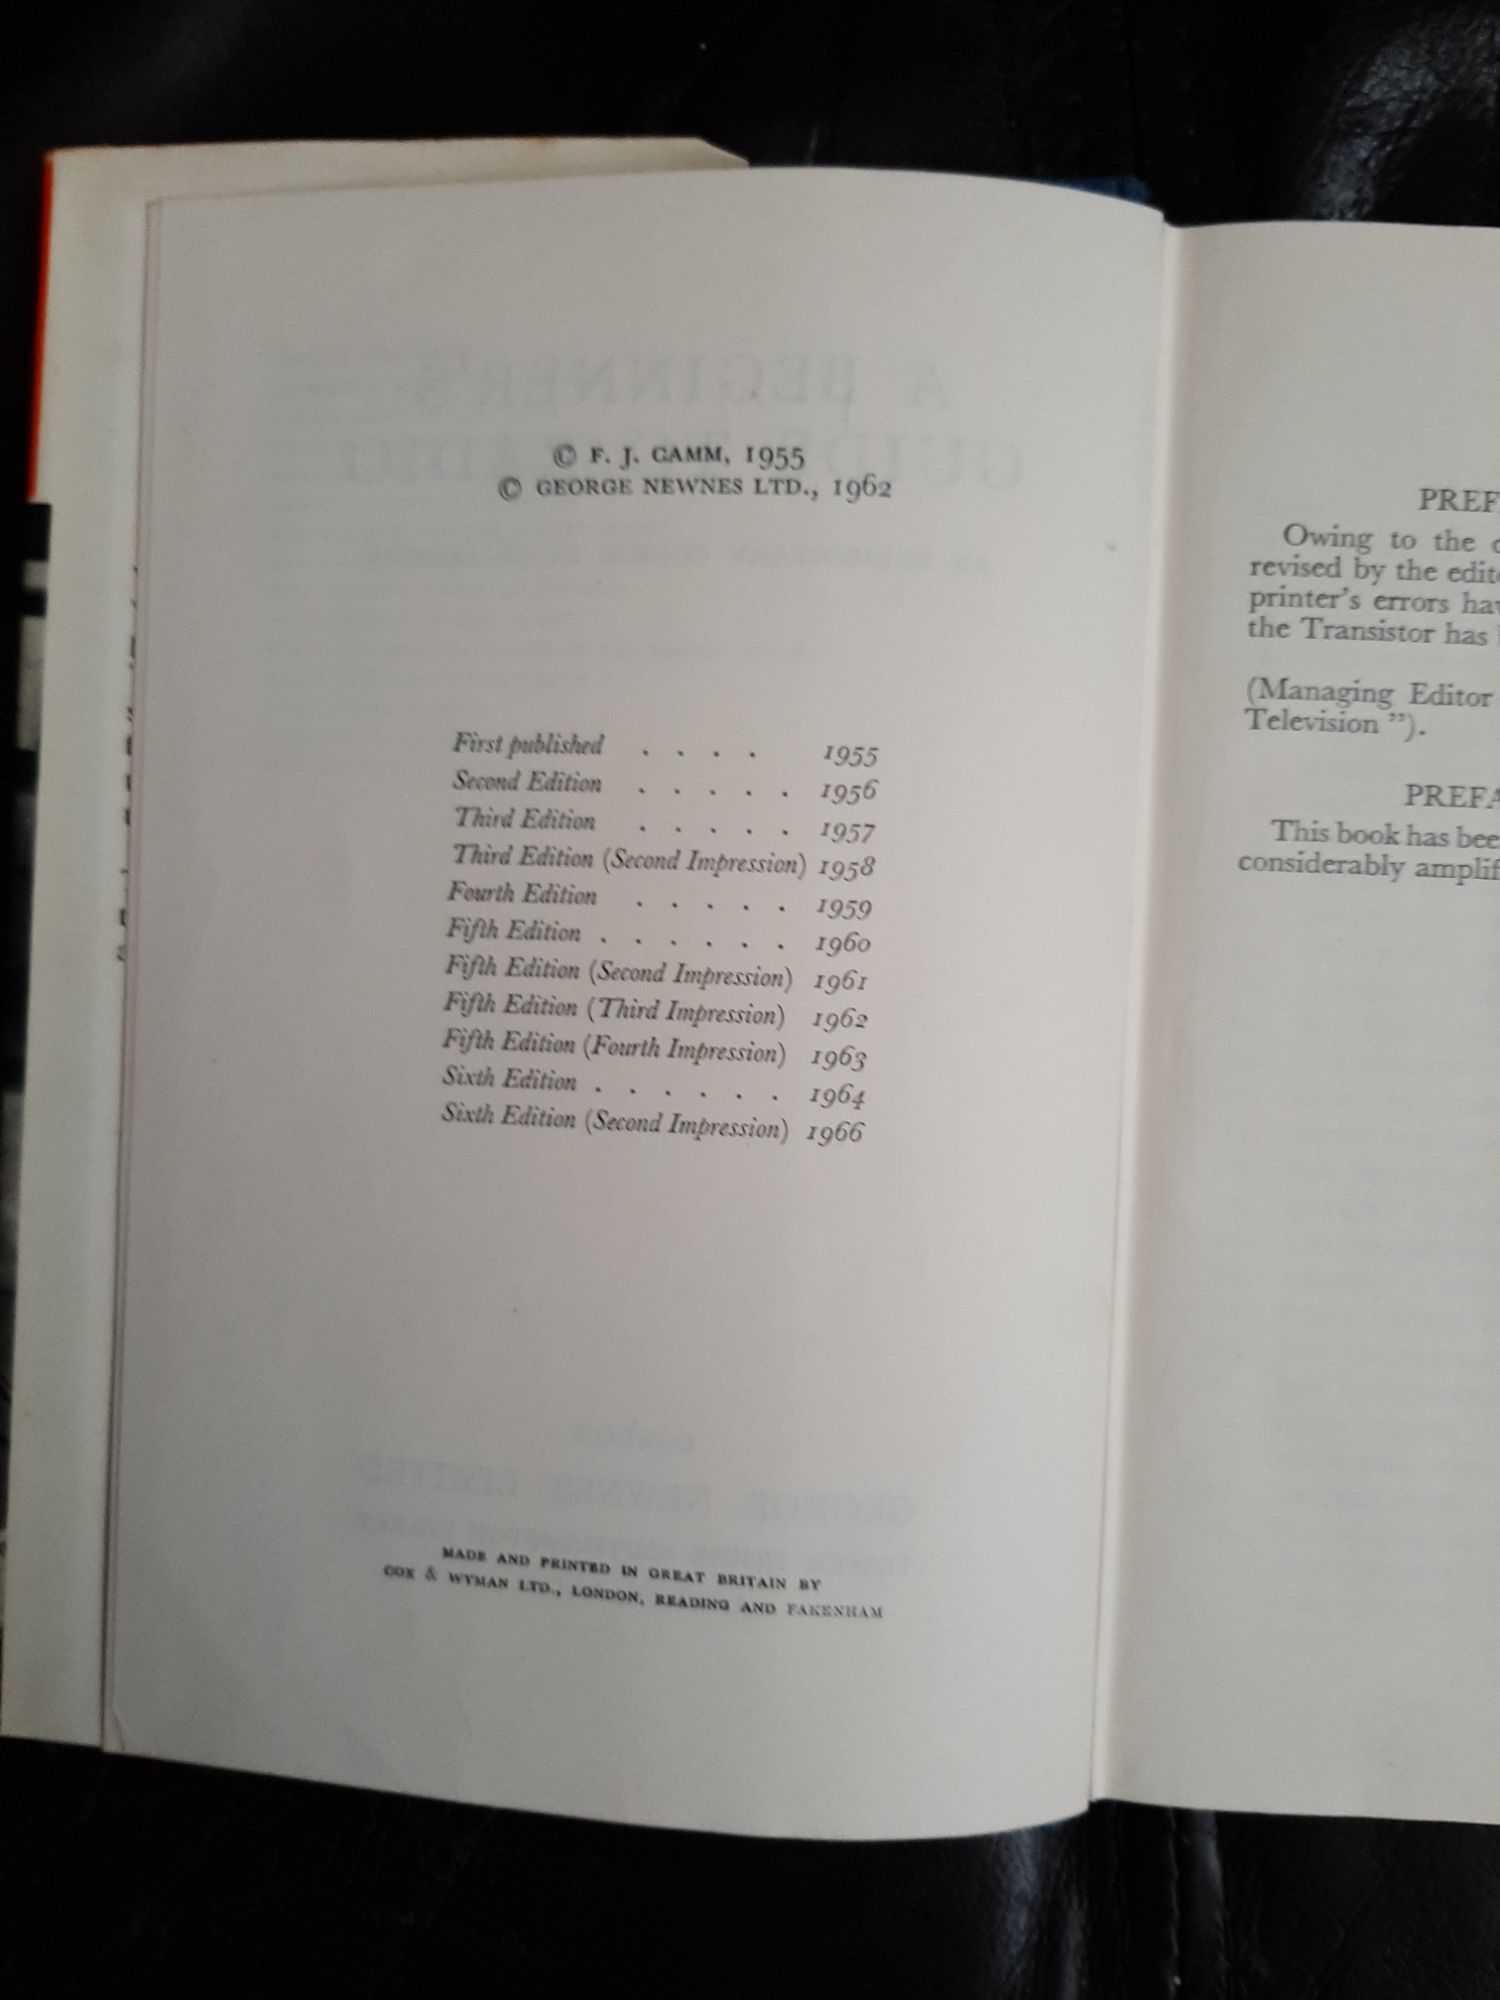 © F. J. CAMM, 1955
© GEORGE NEWNES LTD., 1962
First published . . . . 1955
Second Edition . . . . . 1956
Third Edition . . . . . 1957
Third Edition (Second Impression) 1958
Fourth Edition . . . . . 1959
Fifth Edition . . . . . . 1960
Fifth Edition (Second Impression) 1961
Fifth Edition (Third Impression) 1962
Fifth Edition (Fourth Impression) 1963
Sixth Edition . . . . . . 1964
Sixth Edition (Second Impression) 1966
MADE AND PRINTED IN GREAT BRITAIN BY
COX & WYMAN LTD., LONDON, READING AND FAKENHAM
PREF
Owing to the
revised by the
printer's errors
the Transistor has
(Managing Editor
Television ").
PREFA
This book has
considerably